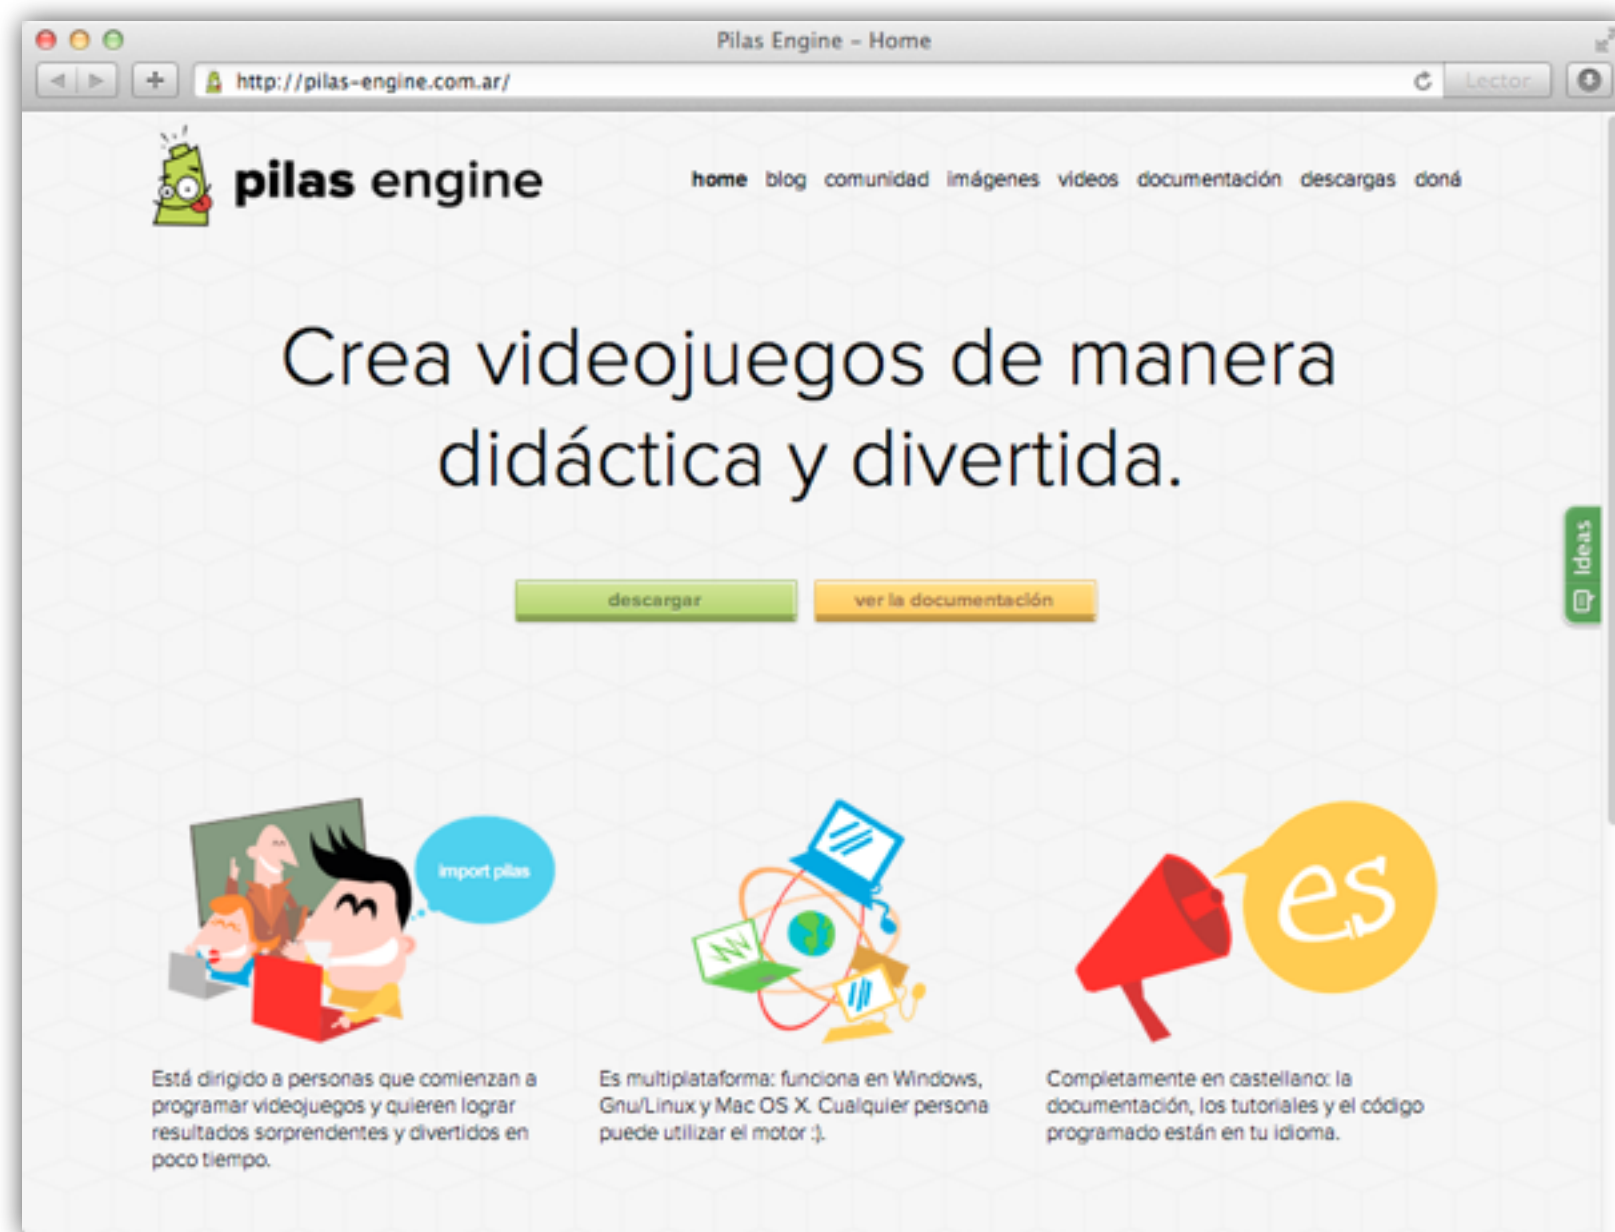 Pilas Engine – Home
http://pilas-engine.com.ar/
Lector
pilas engine
home blog comunidad imágenes videos documentación descargas doná
Crea videojuegos de manera
didáctica y divertida.
descargar
ver la documentación
Ideas
import pilas
es
Está dirigido a personas que comienzan a
programar videojuegos y quieren lograr
resultados sorprendentes y divertidos en
poco tiempo.
Es multiplataforma: funciona en Windows,
Gnu/Linux y Mac OS X. Cualquier persona
puede utilizar el motor :).
Completamente en castellano: la
documentación, los tutoriales y el código
programado están en tu idioma.